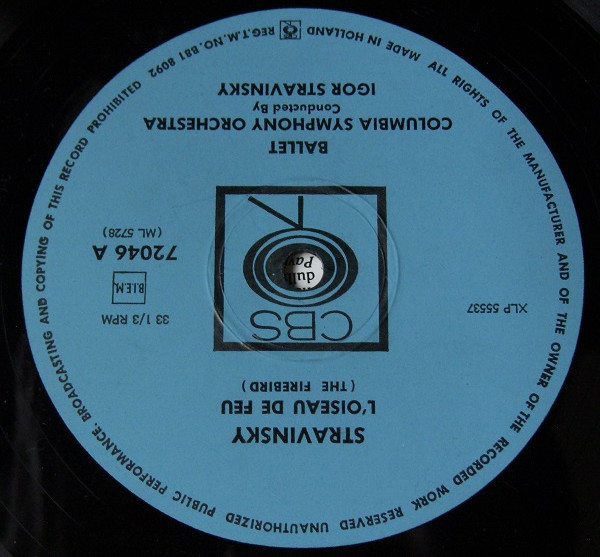 STRAVINSKY
L'OISEAU DE FEU
( THE FIREBIRD )
CBS
33 1/3 RPM
B.I.E.M.
XLP 55537
72046 A
( ML 5728 )
BALLET
COLUMBIA SYMPHONY ORCHESTRA
Conducted By
IGOR STRAVINSKY
MADE IN HOLLAND REG.T.M.NO.W. 881 8092
ALL RIGHTS OF THE MANUFACTURER AND OF THE OWNER OF THE RECORDED WORK RESERVED UNAUTHORIZED PUBLIC PERFORMANCE. BROADCASTING AND COPYING OF THIS RECORD PROHIBITED